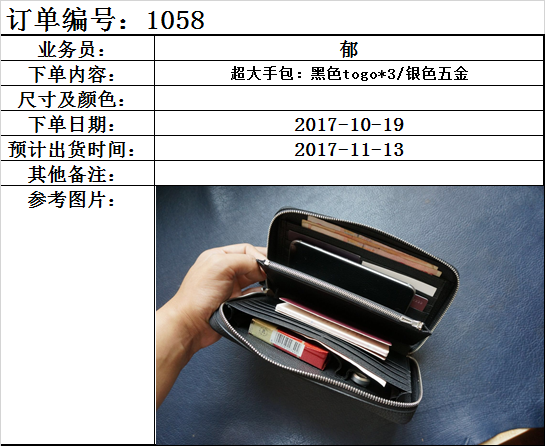 订单编号：1058
业务员： 郁
下单内容： 超大手包：黑色togo*3/银色五金
尺寸及颜色：
下单日期： 2017-10-19
预计出货时间： 2017-11-13
其他备注：
参考图片：